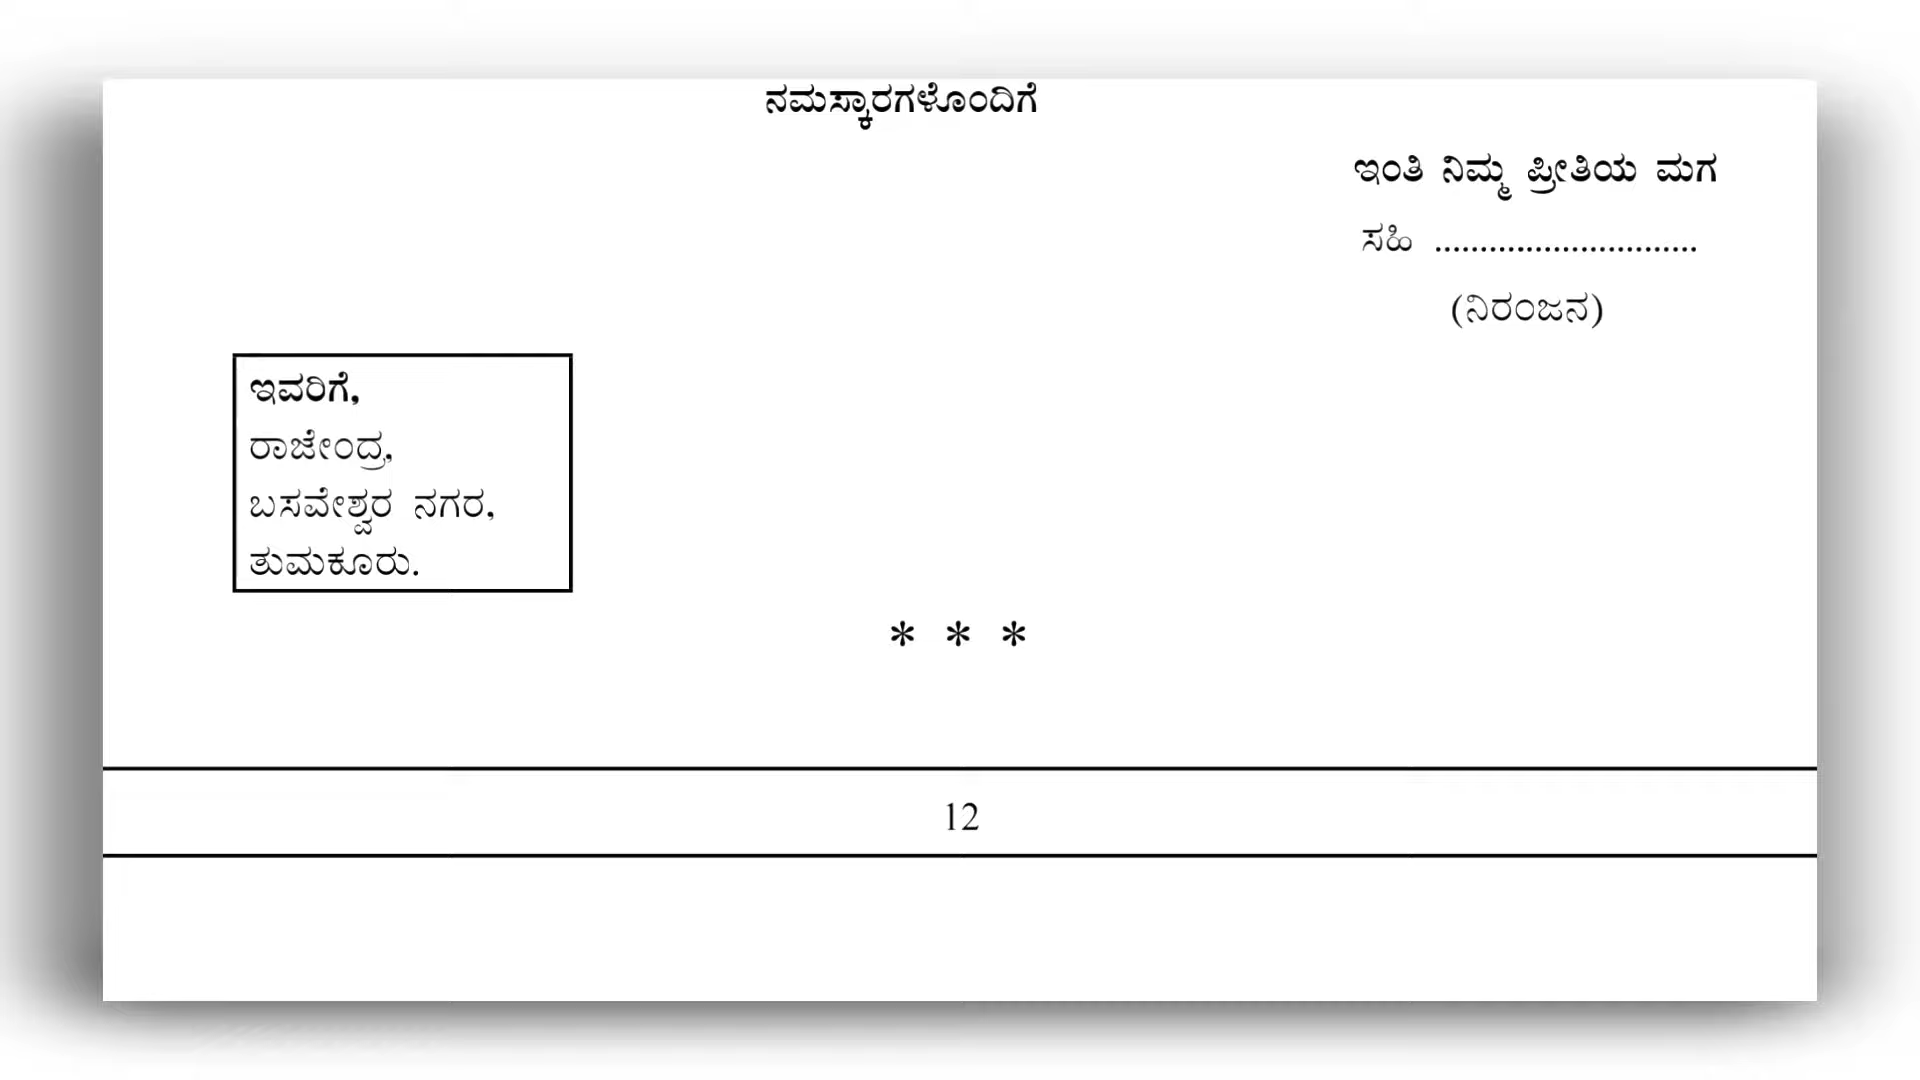 ನಮಸ್ಕಾರಗಳೊಂದಿಗೆ
ಇಂತಿ ನಿಮ್ಮ ಪ್ರೀತಿಯ ಮಗ
ಸಹಿ .............................
(ನಿರಂಜನ)
ಇವರಿಗೆ,
ರಾಜೇಂದ್ರ,
ಬಸವೇಶ್ವರ ನಗರ,
ತುಮಕೂರು.
* * *
12